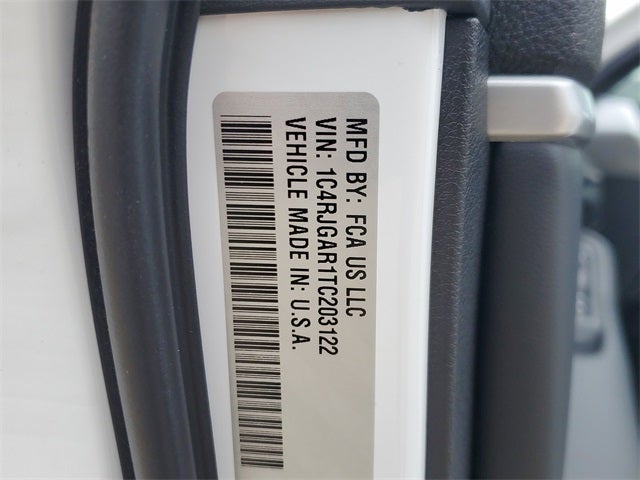 MFD BY: FCA US LLC
VIN: 1C4RJGAR1TC203122
VEHICLE MADE IN: U.S.A.